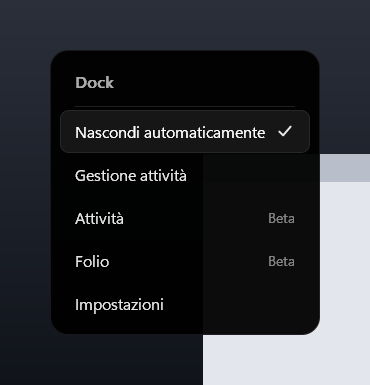 Dock
Nascondi automaticamente
Gestione attività
Attività Beta
Folio Beta
Impostazioni